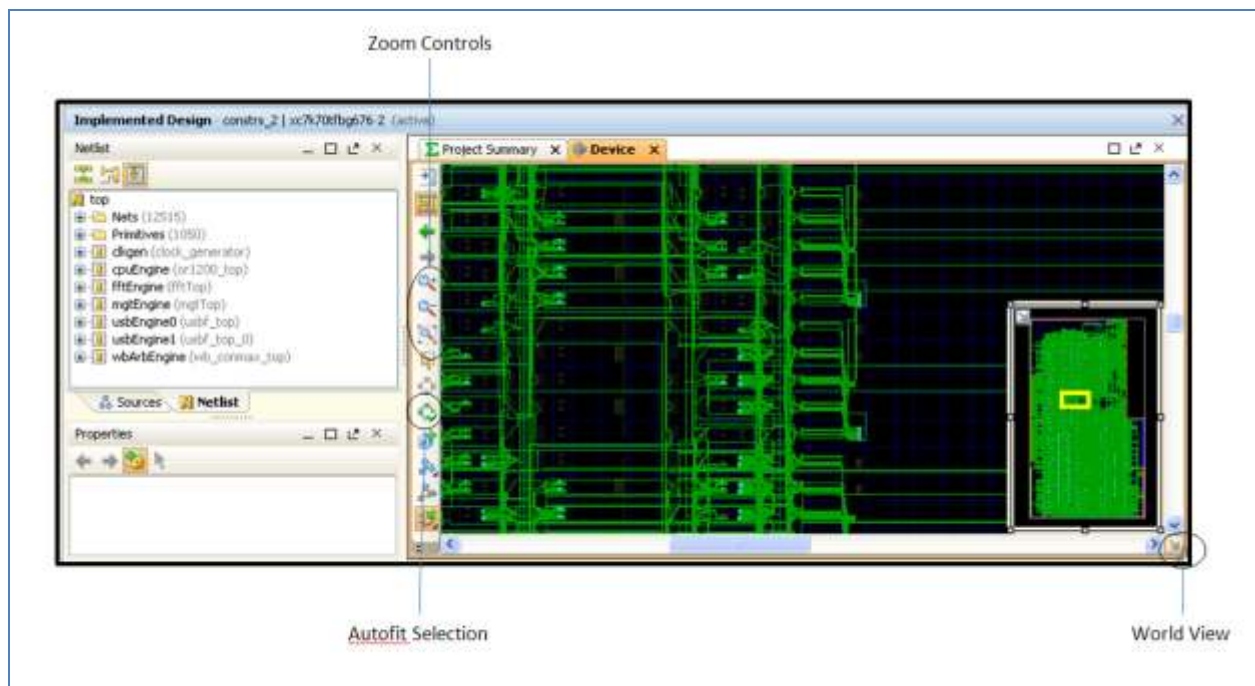 Zoom Controls
Implemented Design constrs_2 | xc7k70tfbg676-2 (active)
Netlist
Project Summary
Device
top
Nets (12515)
Primitives (1050)
clkgen (clock_generator)
cpuEngine (or1200_top)
fftEngine (fftTop)
mgtEngine (mgtTop)
usbEngine0 (usbf_top)
usbEngine1 (usbf_top_0)
wbArbEngine (wb_conmax_top)
Sources Netlist
Properties
Autofit Selection
World View